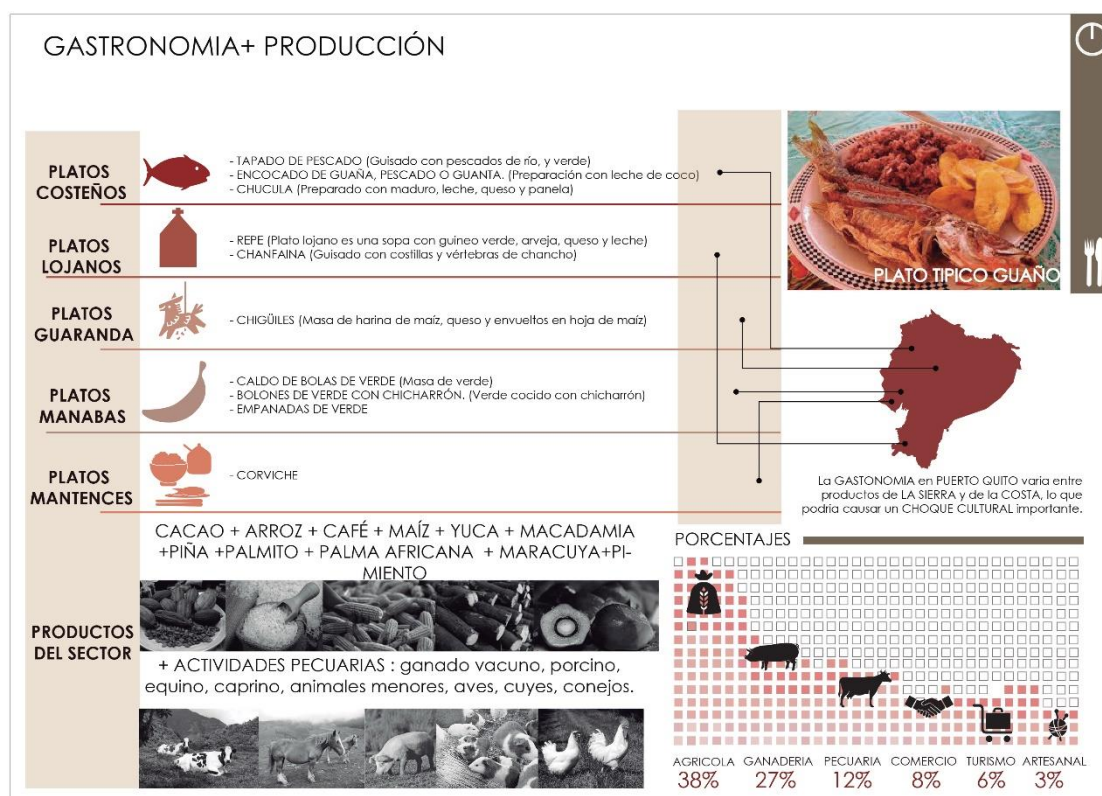 GASTRONOMIA+ PRODUCCIÓN
PLATOS
COSTEÑOS
- TAPADO DE PESCADO (Guisado con pescados de río, y verde)
- ENCOCADO DE GUAÑA, PESCADO O GUANTA. (Preparación con leche de coco)
- CHUCULA (Preparado con maduro, leche, queso y panela)
PLATOS
LOJANOS
- REPE (Plato lojano es una sopa con guineo verde, arveja, queso y leche)
- CHANFAINA (Guisado con costillas y vértebras de chancho)
PLATOS
GUARANDA
- CHIGÜILES (Masa de harina de maíz, queso y envueltos en hoja de maíz)
PLATOS
MANABAS
- CALDO DE BOLAS DE VERDE (Masa de verde)
- BOLONES DE VERDE CON CHICHARRÓN. (Verde cocido con chicharrón)
- EMPANADAS DE VERDE
PLATOS
MANTENCES
- CORVICHE
PLATO TIPICO GUAÑO
La GASTONOMIA en PUERTO QUITO varia entre
productos de LA SIERRA y de la COSTA, lo que
podria causar un CHOQUE CULTURAL importante.
PRODUCTOS
DEL SECTOR
CACAO + ARROZ + CAFÉ + MAÍZ + YUCA + MACADAMIA
+PIÑA +PALMITO + PALMA AFRICANA + MARACUYA+PI-
MIENTO
+ ACTIVIDADES PECUARIAS : ganado vacuno, porcino,
equino, caprino, animales menores, aves, cuyes, conejos.
PORCENTAJES
AGRICOLA GANADERIA PECUARIA COMERCIO TURISMO ARTESANAL
38% 27% 12% 8% 6% 3%